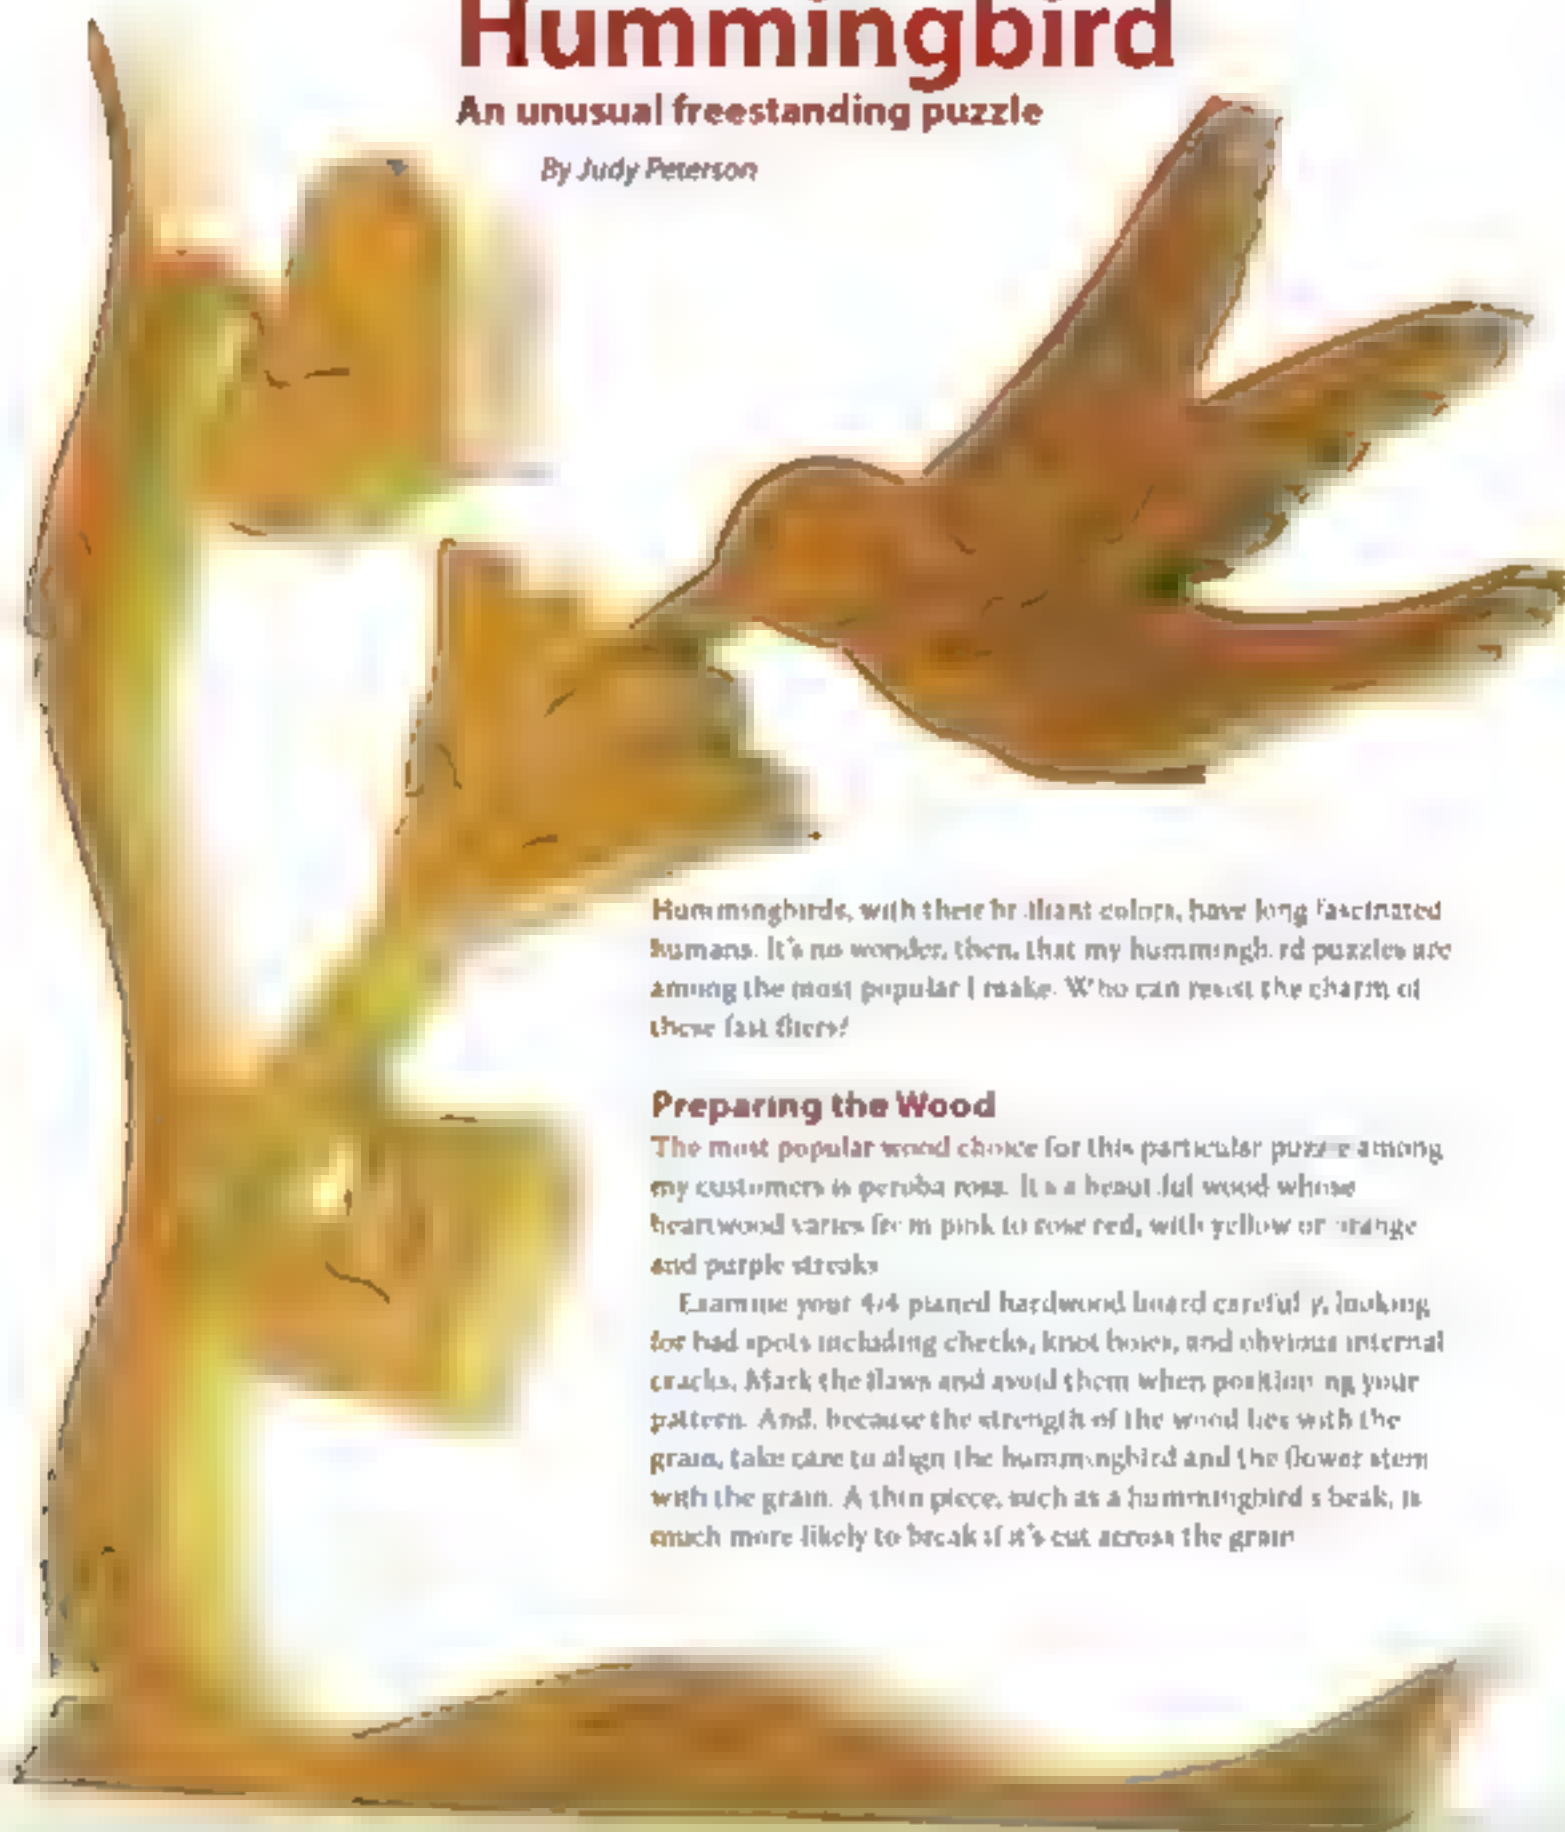 Hummingbird
An unusual freestanding puzzle
By Judy Peterson
Hummingbirds, with their brilliant colors, have long fascinated
humans. It's no wonder, then, that my hummingbird puzzles are
among the most popular I make. Who can resist the charm of
these fast fliers?
Preparing the Wood
The most popular wood choice for this particular puzzle among
my customers is peroba rosa. It's a beautiful wood whose
heartwood varies from pink to rose red, with yellow or orange
and purple streaks
Examine your 4/4 planed hardwood board carefully, looking
for bad spots including checks, knot holes, and obvious internal
cracks. Mark the flaws and avoid them when positioning your
pattern. And, because the strength of the wood lies with the
grain, take care to align the hummingbird and the flower stem
with the grain. A thin piece, such as a hummingbird's beak, is
much more likely to break if it's cut across the grain